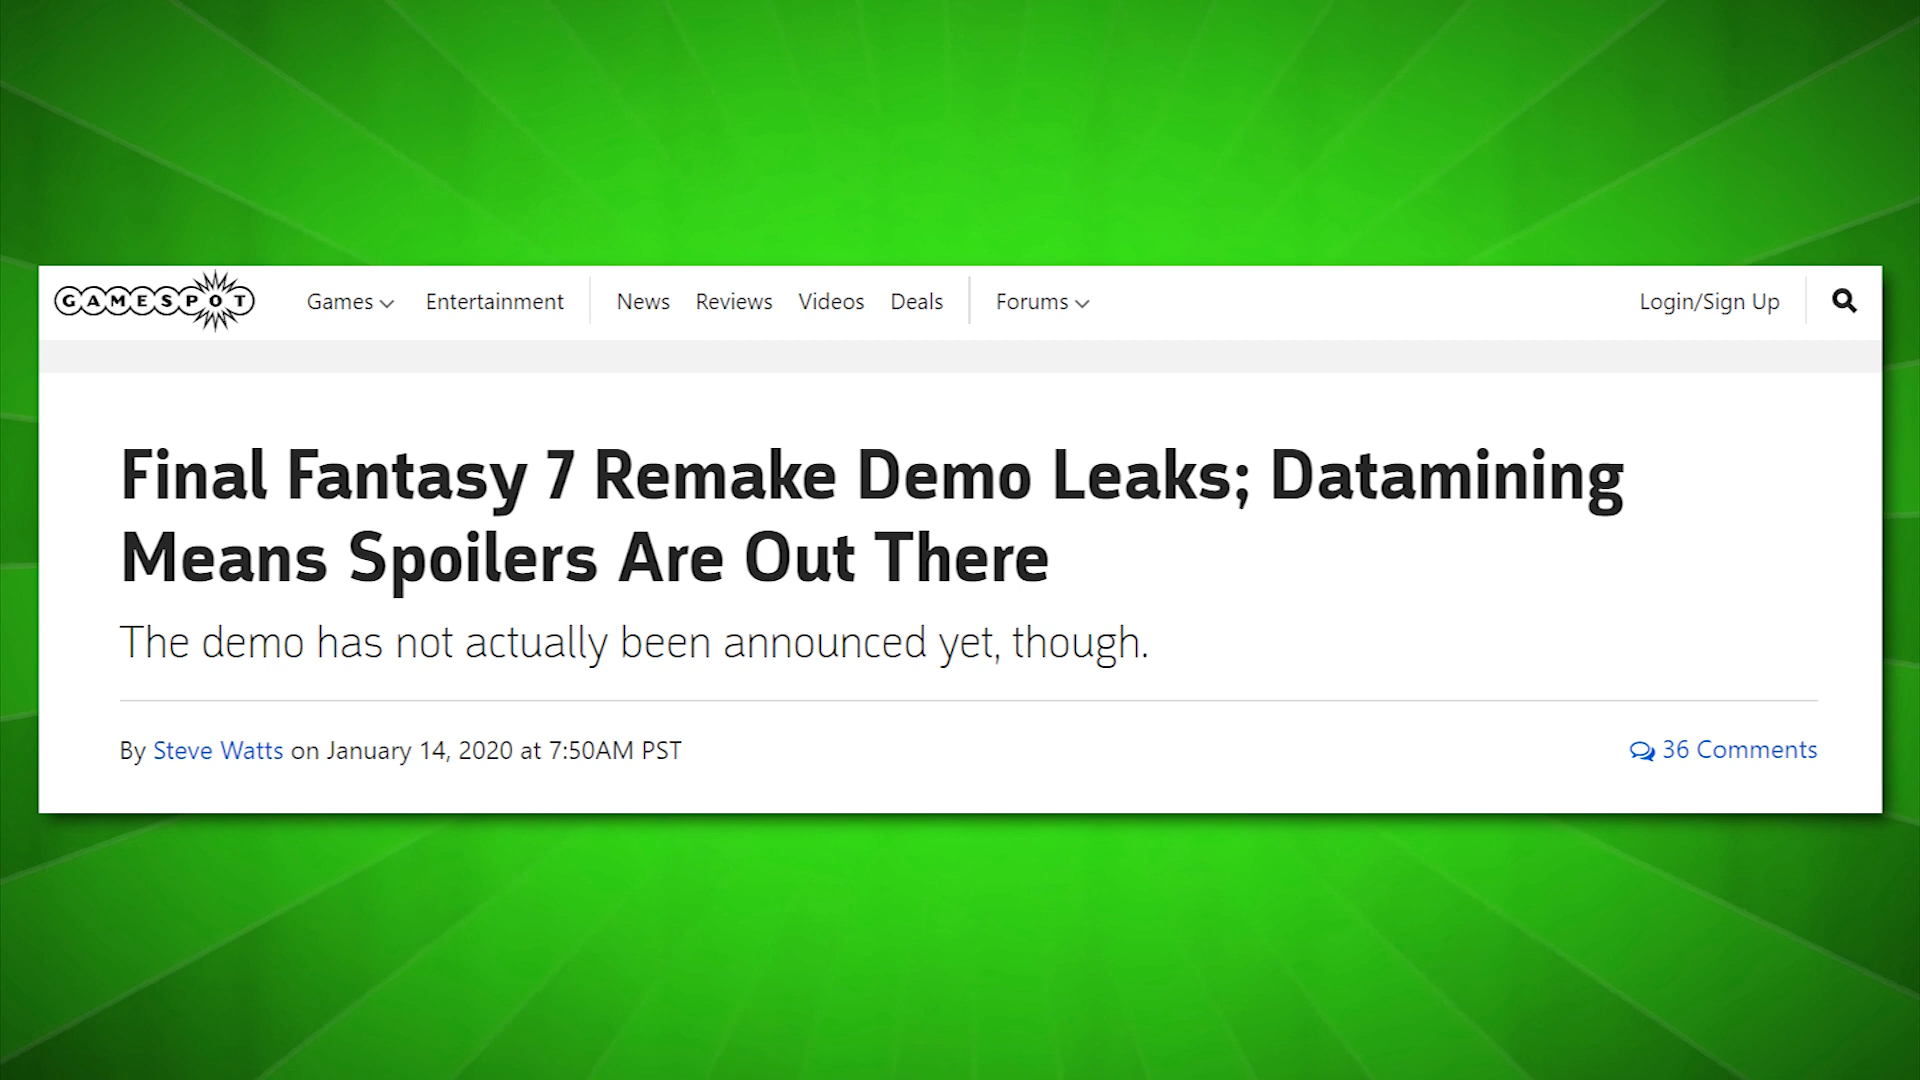 GAMESPOT Games Entertainment News Reviews Videos Deals Forums Login/Sign Up
Final Fantasy 7 Remake Demo Leaks; Datamining
Means Spoilers Are Out There
The demo has not actually been announced yet, though.
By Steve Watts on January 14, 2020 at 7:50AM PST 36 Comments